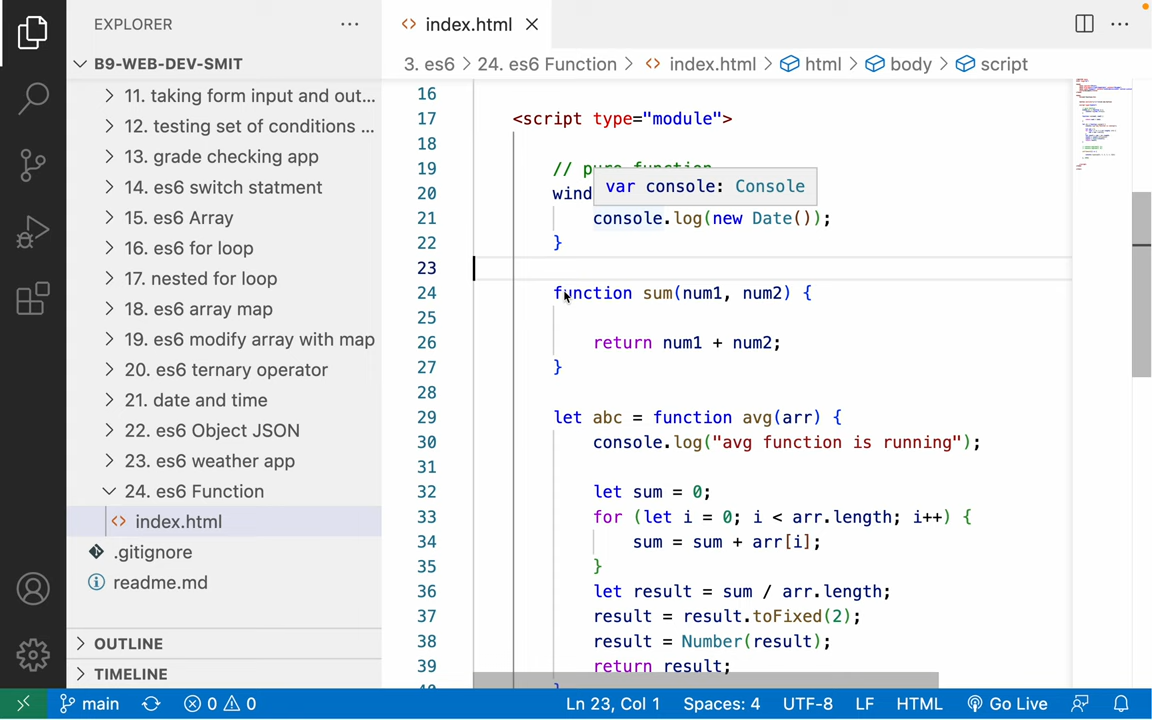 EXPLORER
index.html
B9-WEB-DEV-SMIT
3. es6 > 24. es6 Function > index.html > html > body > script
11. taking form input and out...
12. testing set of conditions ...
13. grade checking app
14. es6 switch statment
15. es6 Array
16. es6 for loop
17. nested for loop
18. es6 array map
19. es6 modify array with map
20. es6 ternary operator
21. date and time
22. es6 Object JSON
23. es6 weather app
24. es6 Function
index.html
.gitignore
readme.md
OUTLINE
TIMELINE
16
17 <script type="module">
18
19 //
var console: Console
20 wind
21 console.log(new Date());
22 }
23
24 function sum(num1, num2) {
25
26 return num1 + num2;
27 }
28
29 let abc = function avg(arr) {
30 console.log("avg function is running");
31
32 let sum = 0;
33 for (let i = 0; i < arr.length; i++) {
34 sum = sum + arr[i];
35 }
36 let result = sum / arr.length;
37 result = result.toFixed(2);
38 result = Number(result);
39 return result;
main
0
0
Ln 23, Col 1
Spaces: 4
UTF-8
LF
HTML
Go Live